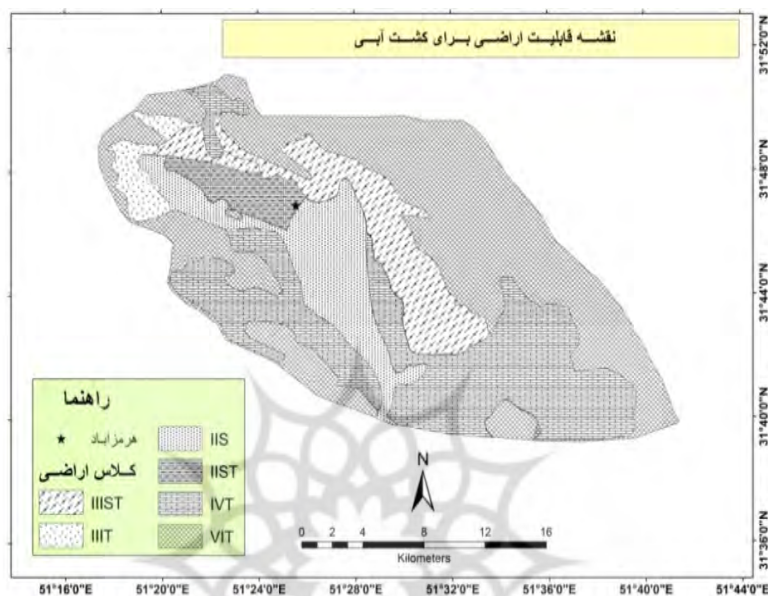 نقشه قابلیت اراضی برای کشت آبی
31°52'0"N
31°48'0"N
31°44'0"N
31°40'0"N
31°36'0"N
راهنما
هرمزآباد
IIS
کلاس اراضی
IIST
IIIST
IVT
IIIT
VIT
N
0 2 4 8 12 16
Kilometers
51°16'0"E 51°20'0"E 51°24'0"E 51°28'0"E 51°32'0"E 51°36'0"E 51°40'0"E 51°44'0"E